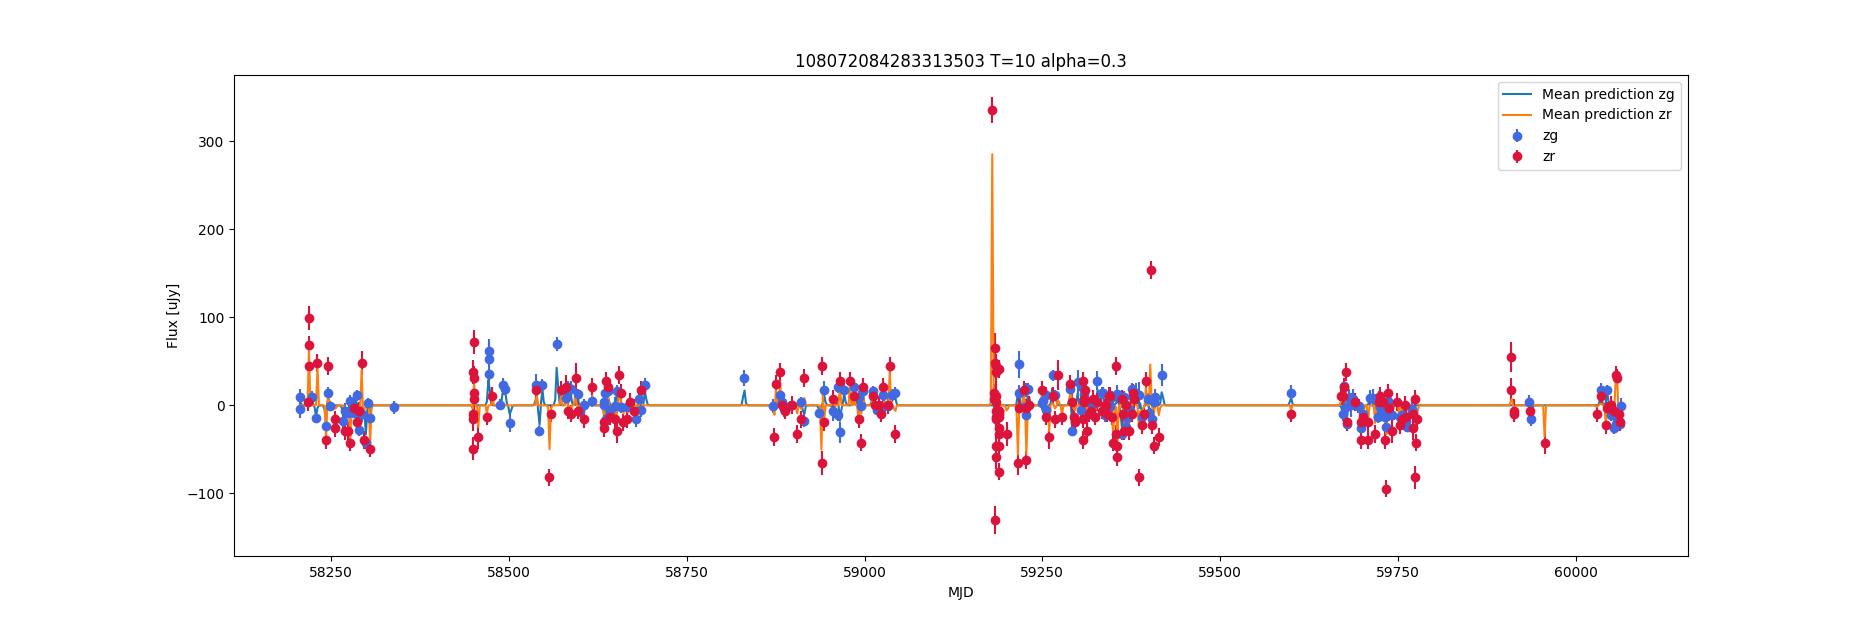 108072084283313503 T=10 alpha=0.3
Mean prediction zg
Mean prediction zr
zg
zr
Flux [uJy]
300
200
100
0
−100
58250 58500 58750 59000 59250 59500 59750 60000
MJD